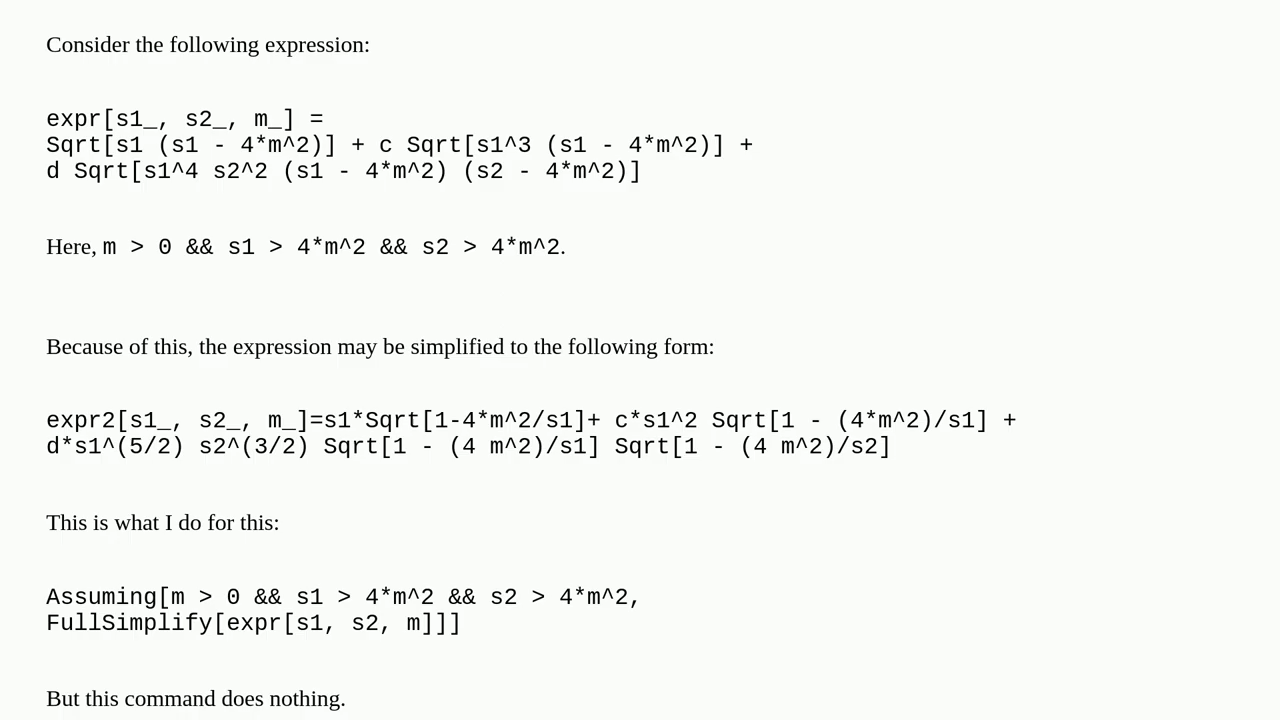 Consider the following expression:
expr[s1_, s2_, m_] =
Sqrt[s1 (s1 - 4*m^2)] + c Sqrt[s1^3 (s1 - 4*m^2)] +
d Sqrt[s1^4 s2^2 (s1 - 4*m^2) (s2 - 4*m^2)]
Here, m > 0 && s1 > 4*m^2 && s2 > 4*m^2.
Because of this, the expression may be simplified to the following form:
expr2[s1_, s2_, m_]=s1*Sqrt[1-4*m^2/s1]+ c*s1^2 Sqrt[1 - (4*m^2)/s1] +
d*s1^(5/2) s2^(3/2) Sqrt[1 - (4 m^2)/s1] Sqrt[1 - (4 m^2)/s2]
This is what I do for this:
Assuming[m > 0 && s1 > 4*m^2 && s2 > 4*m^2,
FullSimplify[expr[s1, s2, m]]]
But this command does nothing.